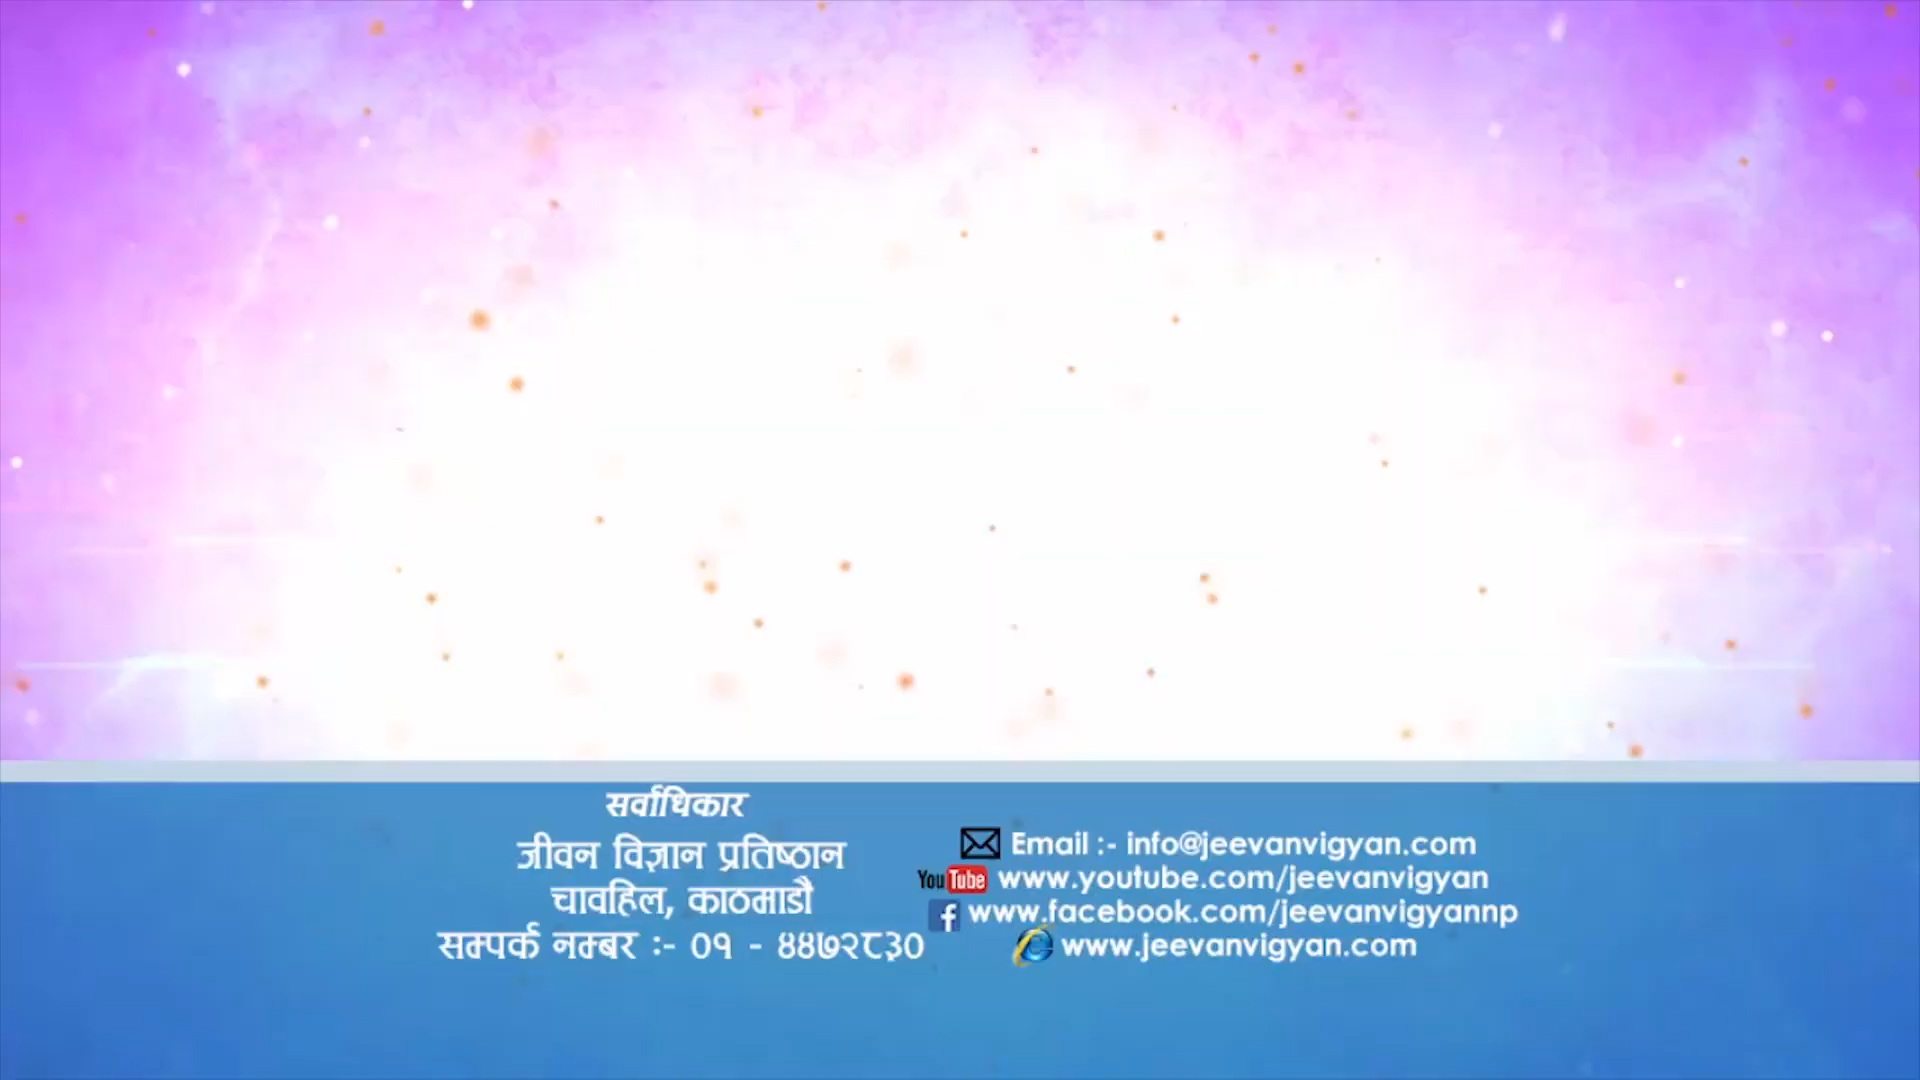 सर्वाधिकार
जीवन विज्ञान प्रतिष्ठान
चावहिल, काठमाडौ
सम्पर्क नम्बर :- ०१ - ४४७२८३०
Email :- info@jeevanvigyan.com
YouTube www.youtube.com/jeevanvigyan
f www.facebook.com/jeevanvigyannp
www.jeevanvigyan.com